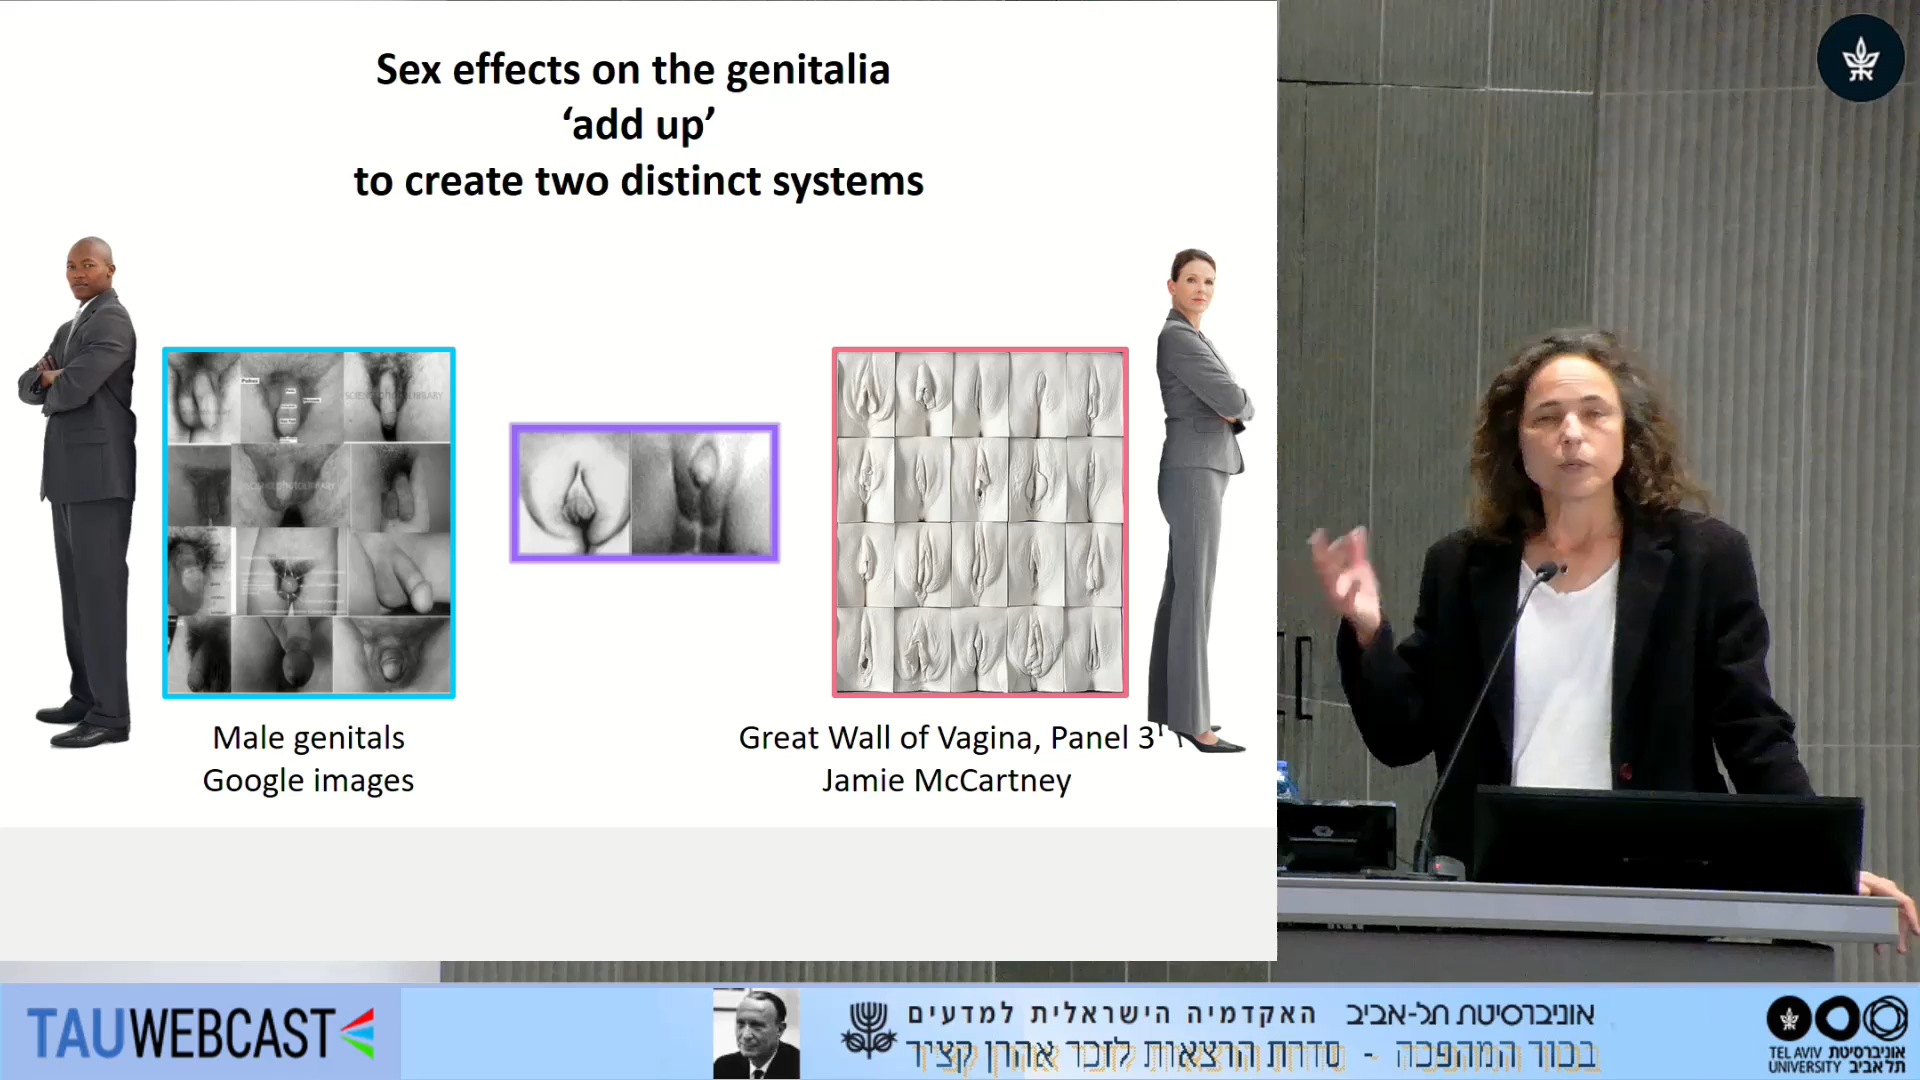 Sex effects on the genitalia
‘add up’
to create two distinct systems
SCIENCEPHOTOLIBRARY
Male genitals
Google images
Great Wall of Vagina, Panel 3
Jamie McCartney
TAUWEBCAST
האקדמיה הישראלית למדעים אוניברסיטת תל-אביב
בכור המהפכה - סדרת הרצאות לזכר אהרן קציר
TEL AVIV אוניברסיטת
UNIVERSITY תל אביב